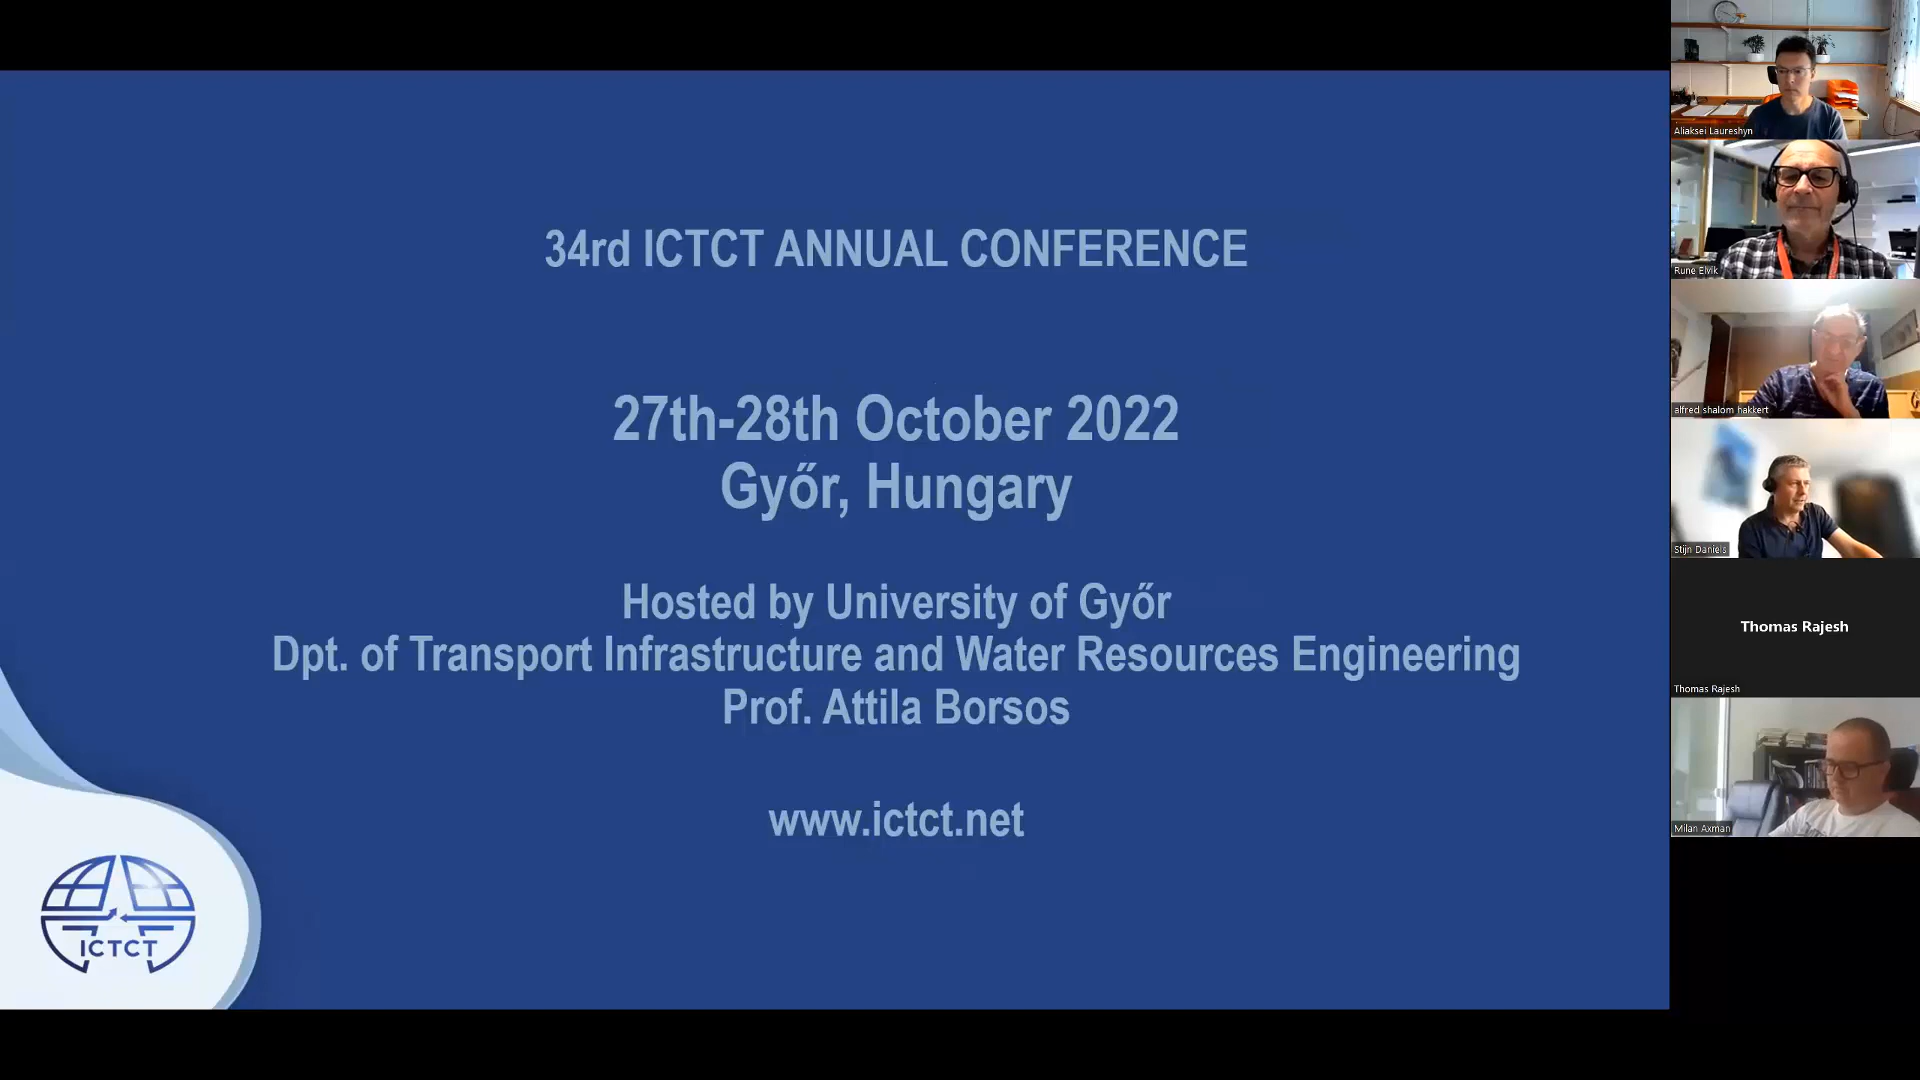 34rd ICTCT ANNUAL CONFERENCE
27th-28th October 2022
Győr, Hungary
Hosted by University of Győr
Dpt. of Transport Infrastructure and Water Resources Engineering
Prof. Attila Borsos
www.ictct.net
ICTCT
Aliaksei Laureshyn
Rune Elvik
alfred shalom hakkert
Stijn Daniels
Thomas Rajesh
Thomas Rajesh
Milan Axman